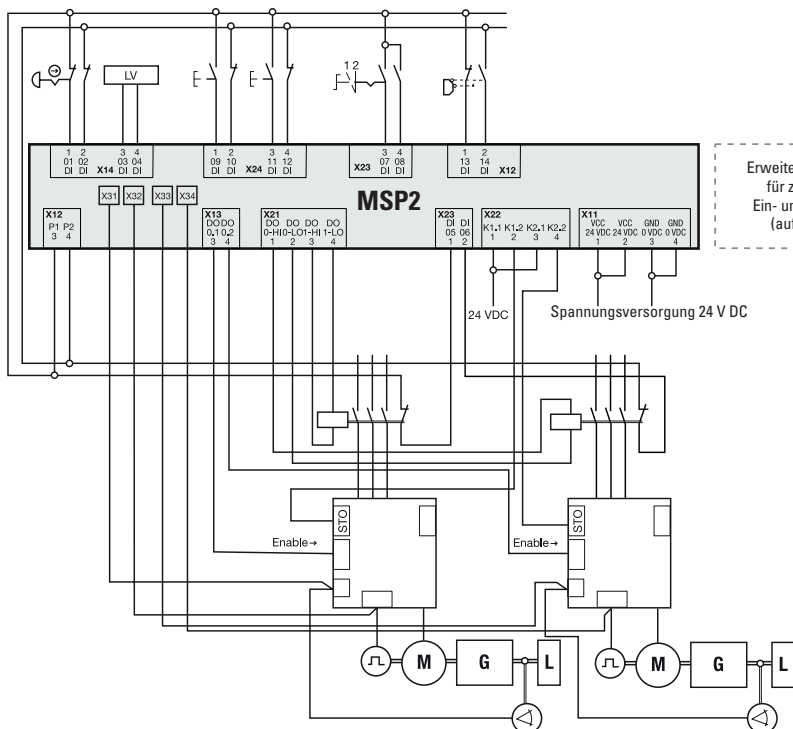 1 2
LV
1 2 3 4 1 2 3 4 3 4 1 2
01 02 03 04 09 10 11 12 07 08 13 14
DI DI X14 DI DI DI DI X24 DI DI X23 DI DI DI DI X12
X31 X32 X33 X34
MSP2
X12 X13 X21 X23 X22 X11
P1 P2
3 4
DO DO
0.1 0.2
3 4
DO DO DO DO
0-HI 0-LO 1-HI 1-LO
1 2 3 4
DI DI
05 06
1 2
K1.1 K1.2 K2.1 K2.2
1 2 3 4
VCC VCC GND GND
24 VDC 24 VDC 0 VDC 0 VDC
1 2 3 4
Erweite
für z
Ein- un
(auf
24 VDC
Spannungsversorgung 24 V DC
STO STO
Enable→ Enable→
M G L M G L